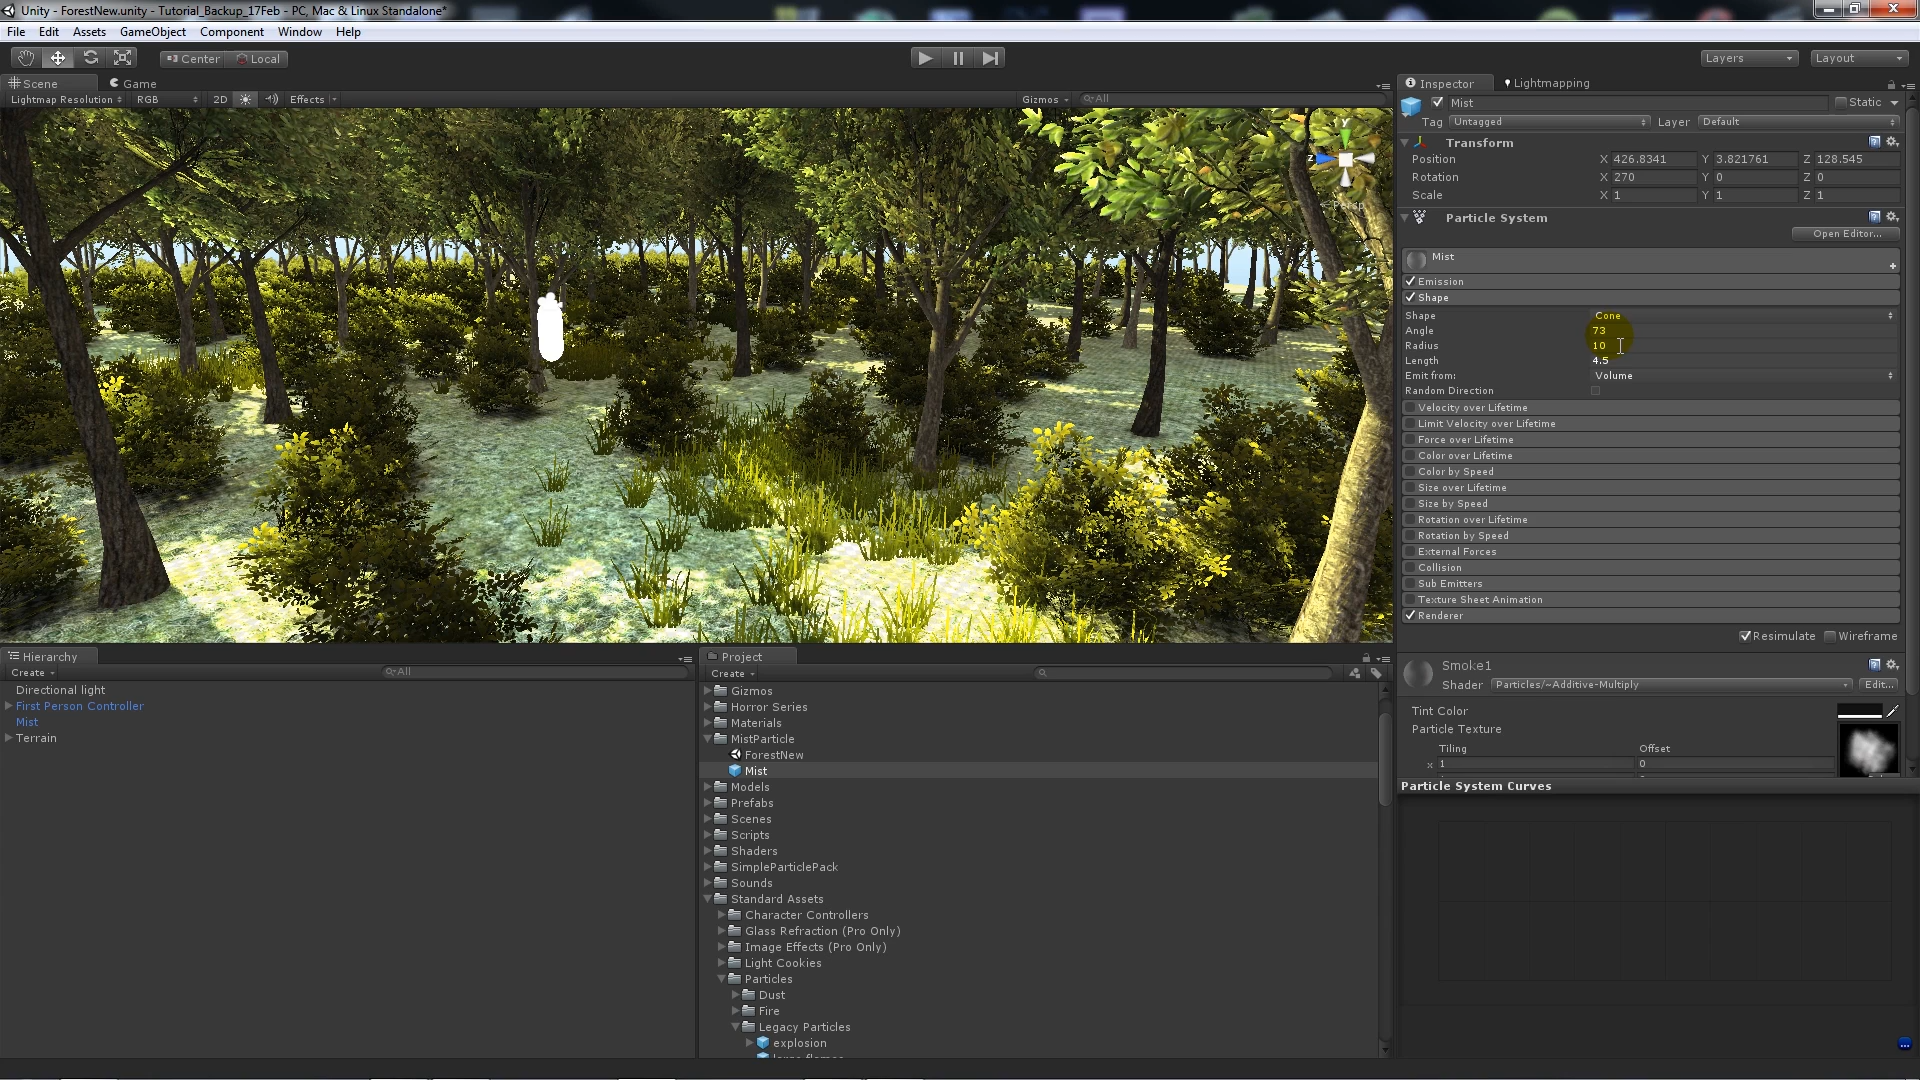 Unity - ForestNew.unity - Tutorial_Backup_17Feb - PC, Mac & Linux Standalone*
File Edit Assets GameObject Component Window Help
Center Local Layers Layout
Scene Game
Lightmap Resolution RGB 2D Effects Gizmos All
y
z
Persp
Inspector Lightmapping
Mist Static
Tag Untagged Layer Default
Transform
Position X 426.8341 Y 3.821761 Z 128.545
Rotation X 270 Y 0 Z 0
Scale X 1 Y 1 Z 1
Particle System
Open Editor...
Mist
Emission
Shape
Shape Cone
Angle 73
Radius 10
Length 4.5
Emit from: Volume
Random Direction
Velocity over Lifetime
Limit Velocity over Lifetime
Force over Lifetime
Color over Lifetime
Color by Speed
Size over Lifetime
Size by Speed
Rotation over Lifetime
Rotation by Speed
External Forces
Collision
Sub Emitters
Texture Sheet Animation
Renderer
Resimulate Wireframe
Smoke1
Shader Particles/~Additive-Multiply Edit...
Tint Color
Particle Texture
Tiling Offset
x 1 0
Particle System Curves
Hierarchy
Create All
Directional light
First Person Controller
Mist
Terrain
Project
Create
Gizmos
Horror Series
Materials
MistParticle
ForestNew
Mist
Models
Prefabs
Scenes
Scripts
Shaders
SimpleParticlePack
Sounds
Standard Assets
Character Controllers
Glass Refraction (Pro Only)
Image Effects (Pro Only)
Light Cookies
Particles
Dust
Fire
Legacy Particles
explosion